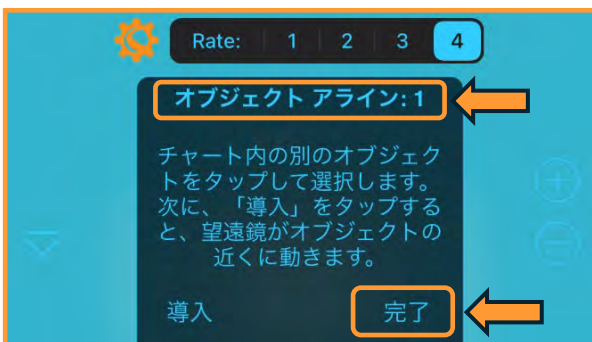 Rate: 1 2 3 4
オブジェクト アライン: 1
チャート内の別のオブジェク
トをタップして選択します。
次に、「導入」をタップする
と、望遠鏡がオブジェクトの
近くに動きます。
導入 完了